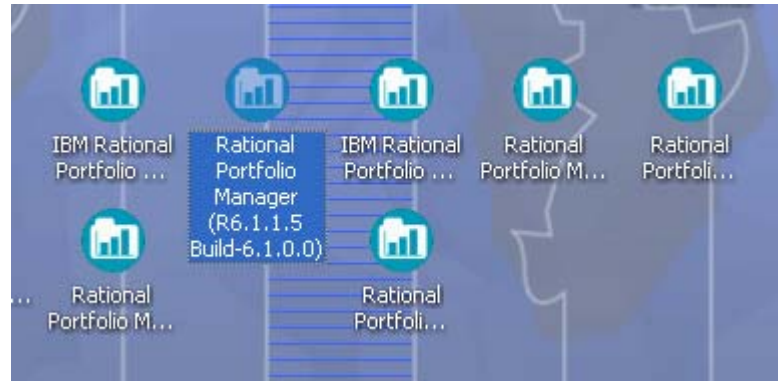 IBM Rational
Portfolio ...
Rational
Portfolio
Manager
(R6.1.1.5
Build-6.1.0.0)
IBM Rational
Portfolio ...
Rational
Portfolio M...
Rational
Portfoli...
...
Rational
Portfolio M...
Rational
Portfoli...